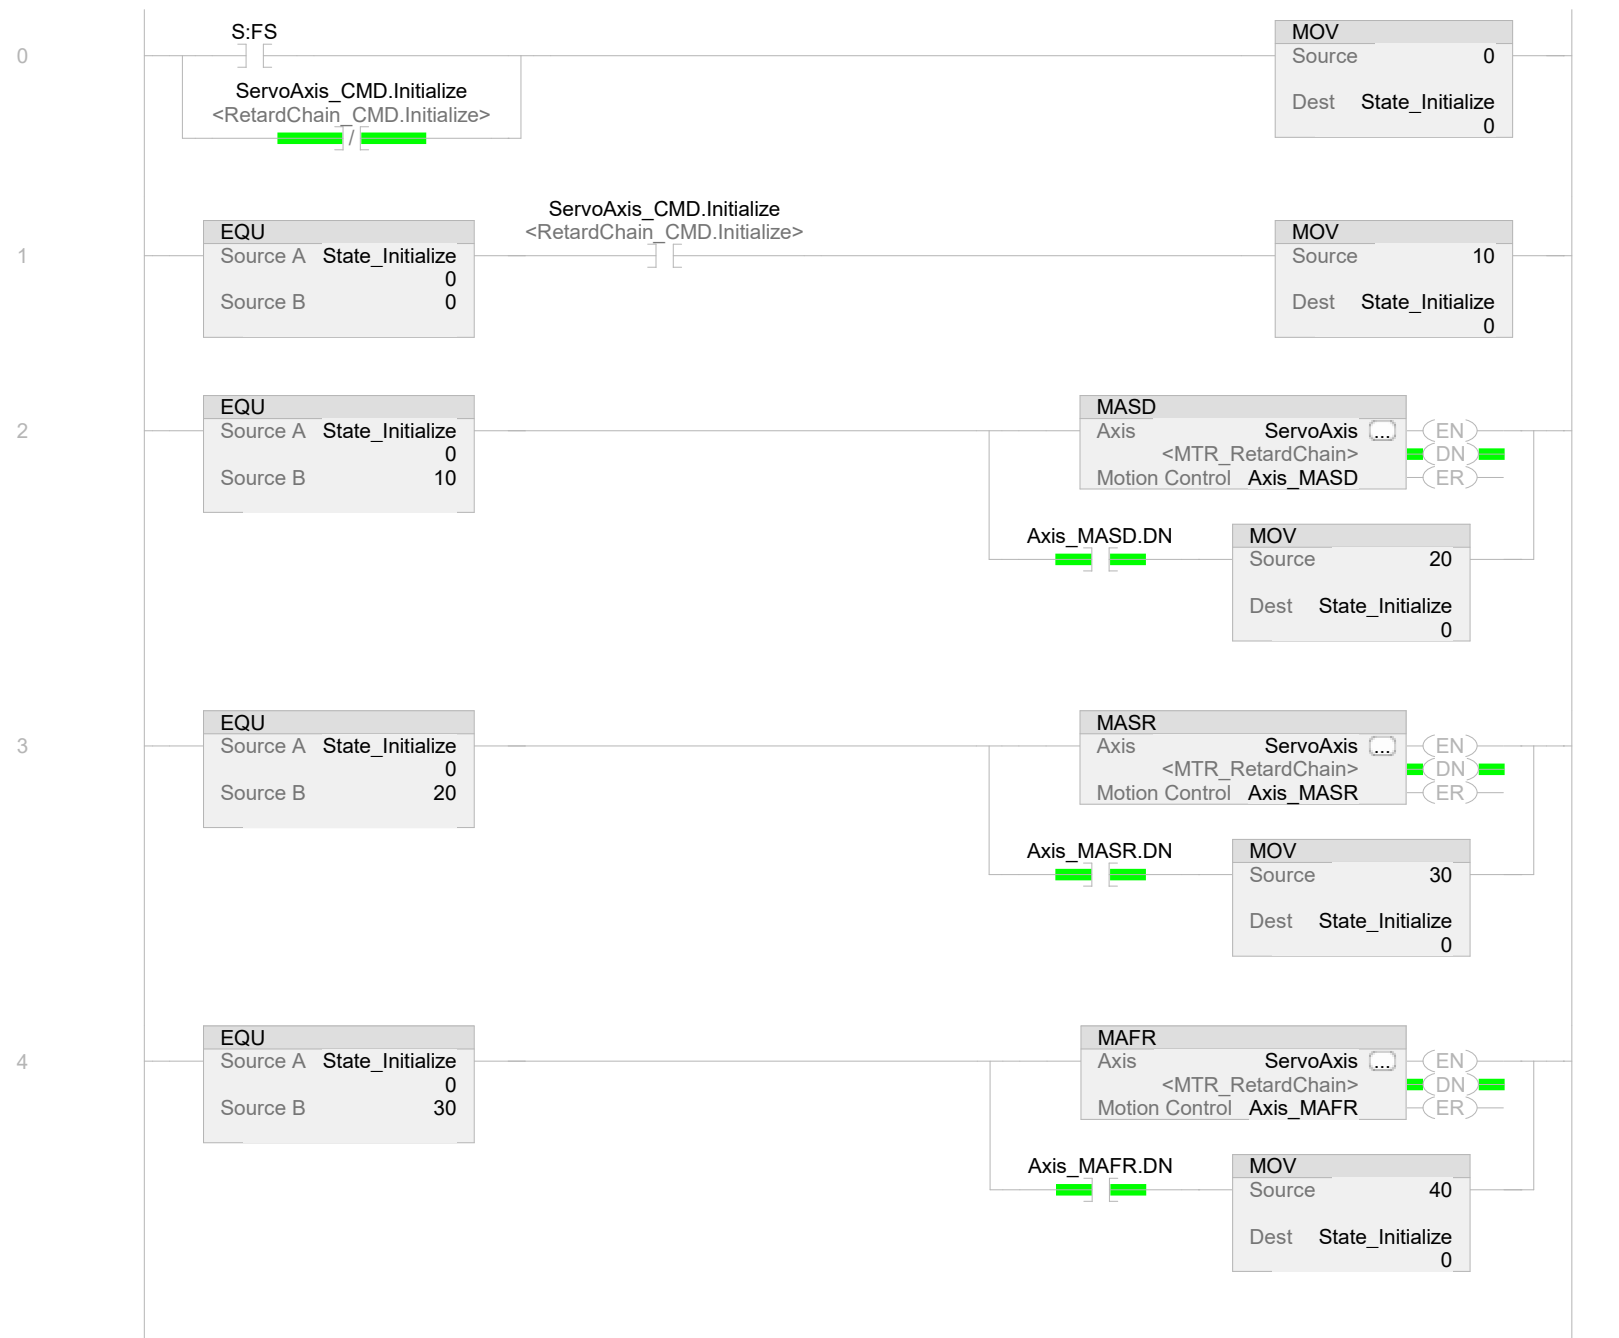 0
S:FS
MOV
Source 0
Dest State_Initialize
0
ServoAxis_CMD.Initialize
<RetardChain_CMD.Initialize>
/
1
EQU
Source A State_Initialize
0
Source B 0
ServoAxis_CMD.Initialize
<RetardChain_CMD.Initialize>
MOV
Source 10
Dest State_Initialize
0
2
EQU
Source A State_Initialize
0
Source B 10
MASD
Axis ServoAxis ...
<MTR_RetardChain>
Motion Control Axis_MASD
EN
DN
ER
Axis_MASD.DN
MOV
Source 20
Dest State_Initialize
0
3
EQU
Source A State_Initialize
0
Source B 20
MASR
Axis ServoAxis ...
<MTR_RetardChain>
Motion Control Axis_MASR
EN
DN
ER
Axis_MASR.DN
MOV
Source 30
Dest State_Initialize
0
4
EQU
Source A State_Initialize
0
Source B 30
MAFR
Axis ServoAxis ...
<MTR_RetardChain>
Motion Control Axis_MAFR
EN
DN
ER
Axis_MAFR.DN
MOV
Source 40
Dest State_Initialize
0